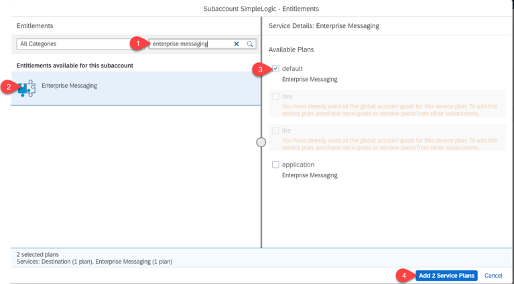 Subaccount SimpleLogic - Entitlements
Entitlements
All Categories
enterprise messaging
1
Entitlements available for this subaccount
2
Enterprise Messaging
Service Details: Enterprise Messaging
Available Plans
3
default
Enterprise Messaging
dev
You have already used all the global account quota for this service plan. To add this
service plan, purchase more quota or remove quota from other subaccounts.
lite
You have already used all the global account quota for this service plan. To add this
service plan, purchase more quota or remove quota from other subaccounts.
application
Enterprise Messaging
2 selected plans
Services: Destination (1 plan), Enterprise Messaging (1 plan)
4
Add 2 Service Plans
Cancel